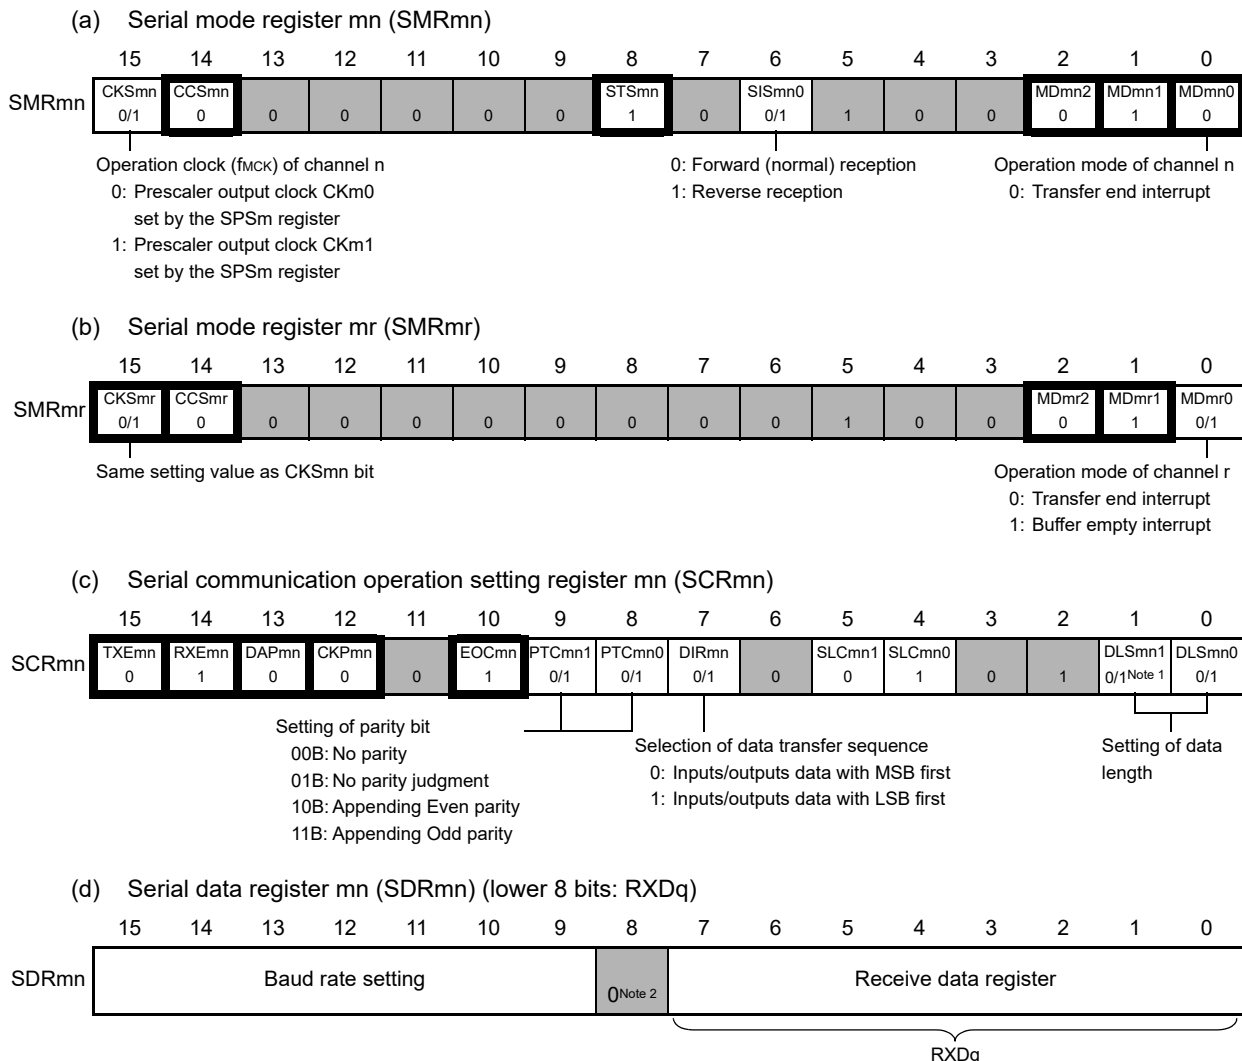 (a) Serial mode register mn (SMRmn)
15 14 13 12 11 10 9 8 7 6 5 4 3 2 1 0
CKSmn CCSmn STSmn SISmn0 MDmn2 MDmn1 MDmn0
SMRmn
0/1 0 0 0 0 0 0 1 0 0/1 1 0 0 0 1 0
Operation clock (fMCK) of channel n
0: Prescaler output clock CKm0
set by the SPSm register
1: Prescaler output clock CKm1
set by the SPSm register
0: Forward (normal) reception
1: Reverse reception
Operation mode of channel n
0: Transfer end interrupt
(b) Serial mode register mr (SMRmr)
15 14 13 12 11 10 9 8 7 6 5 4 3 2 1 0
CKSmr CCSmr MDmr2 MDmr1 MDmr0
SMRmr
0/1 0 0 0 0 0 0 0 0 0 1 0 0 0 1 0/1
Same setting value as CKSmn bit
Operation mode of channel r
0: Transfer end interrupt
1: Buffer empty interrupt
(c) Serial communication operation setting register mn (SCRmn)
15 14 13 12 11 10 9 8 7 6 5 4 3 2 1 0
TXEmn RXEmn DAPmn CKPmn EOCmn PTCmn1 PTCmn0 DIRmn SLCmn1 SLCmn0 DLSmn1 DLSmn0
SCRmn
0 1 0 0 0 1 0/1 0/1 0/1 0 0 1 0 1 0/1Note 1 0/1
Setting of parity bit
00B: No parity
01B: No parity judgment
10B: Appending Even parity
11B: Appending Odd parity
Selection of data transfer sequence
0: Inputs/outputs data with MSB first
1: Inputs/outputs data with LSB first
Setting of data
length
(d) Serial data register mn (SDRmn) (lower 8 bits: RXDq)
15 14 13 12 11 10 9 8 7 6 5 4 3 2 1 0
SDRmn Baud rate setting 0Note 2 Receive data register
RXDq